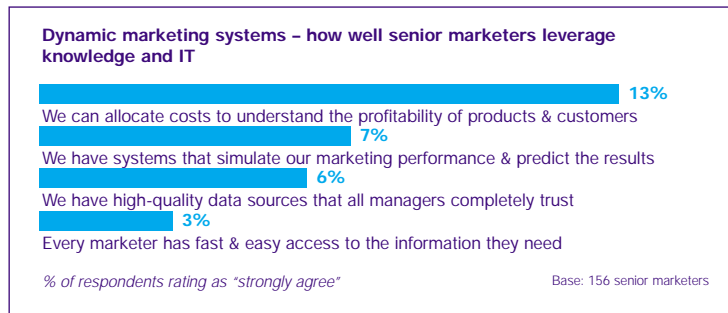 Dynamic marketing systems – how well senior marketers leverage
knowledge and IT
13%
We can allocate costs to understand the profitability of products & customers
7%
We have systems that simulate our marketing performance & predict the results
6%
We have high-quality data sources that all managers completely trust
3%
Every marketer has fast & easy access to the information they need
% of respondents rating as “strongly agree”
Base: 156 senior marketers